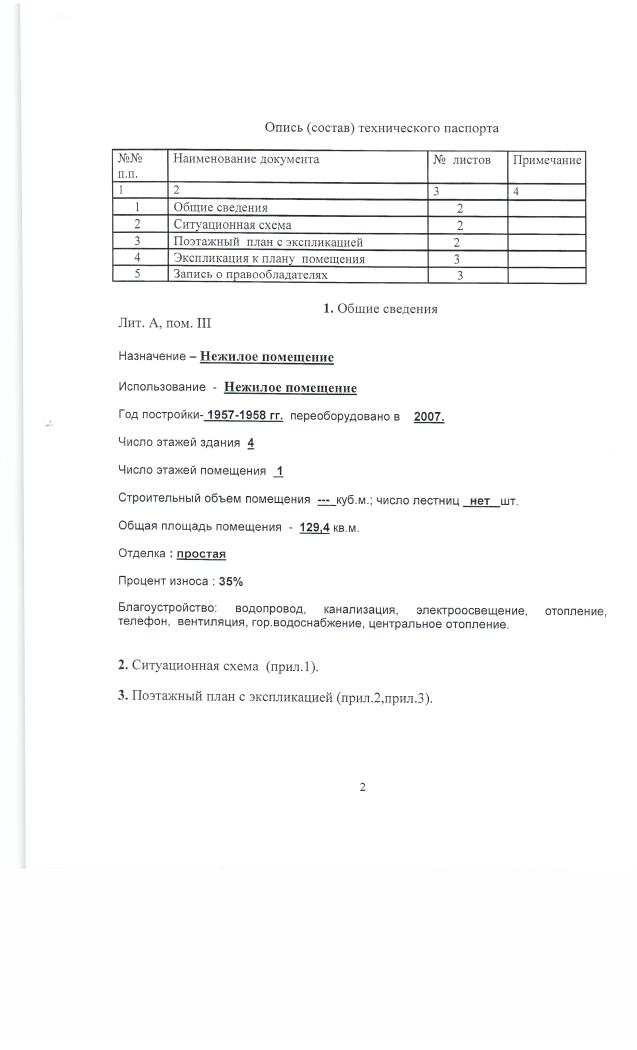 Опись (состав) технического паспорта
№№ п.п. Наименование документа № листов Примечание
1 2 3 4
1 Общие сведения 2
2 Ситуационная схема 2
3 Поэтажный план с экспликацией 2
4 Экспликация к плану помещения 3
5 Запись о правообладателях 3
1. Общие сведения
Лит. А, пом. III
Назначение – Нежилое помещение
Использование - Нежилое помещение
Год постройки- 1957-1958 гг. переоборудовано в 2007.
Число этажей здания 4
Число этажей помещения 1
Строительный объем помещения --- куб.м.; число лестниц нет шт.
Общая площадь помещения - 129,4 кв.м.
Отделка : простая
Процент износа : 35%
Благоустройство: водопровод, канализация, электроосвещение, отопление,
телефон, вентиляция, гор.водоснабжение, центральное отопление.
2. Ситуационная схема (прил.1).
3. Поэтажный план с экспликацией (прил.2,прил.3).
2